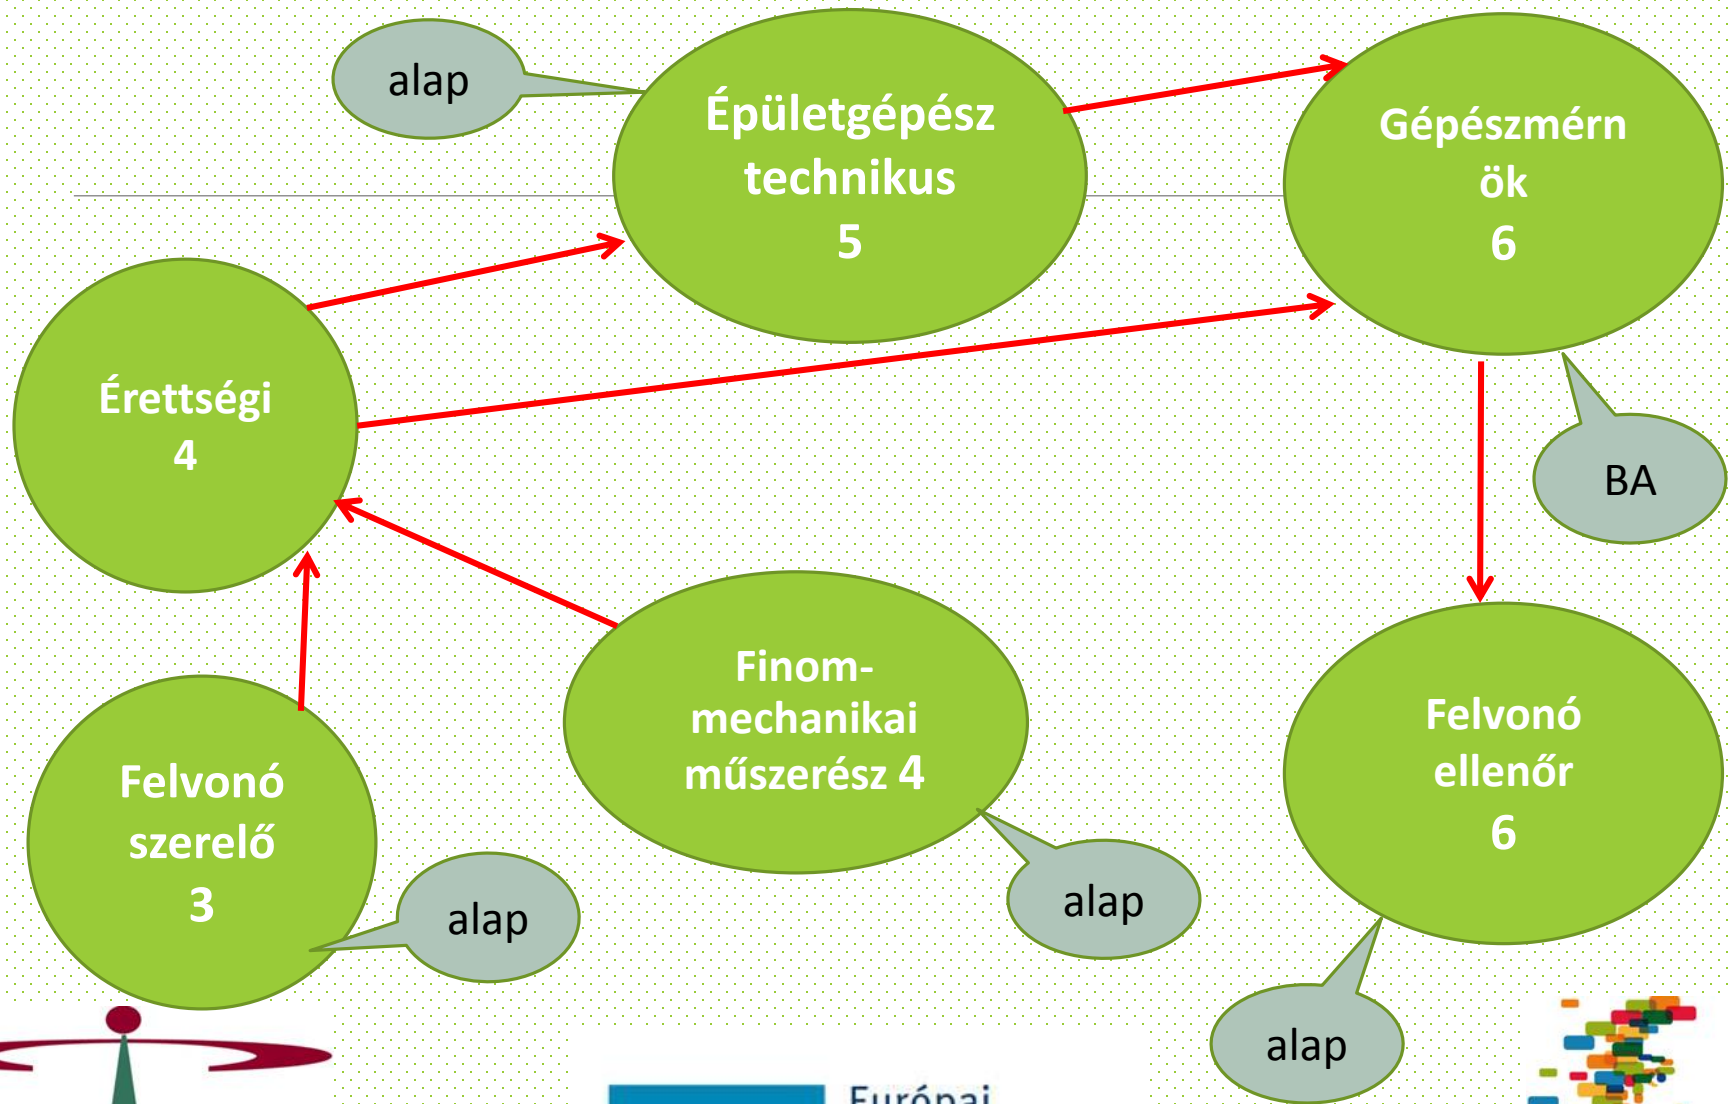 alap
Épületgépész
technikus
5
Gépészmérn
ök
6
Érettségi
4
BA
Finom-
mechanikai
műszerész 4
Felvonó
ellenőr
6
Felvonó
szerelő
3
alap
alap
alap
Európai